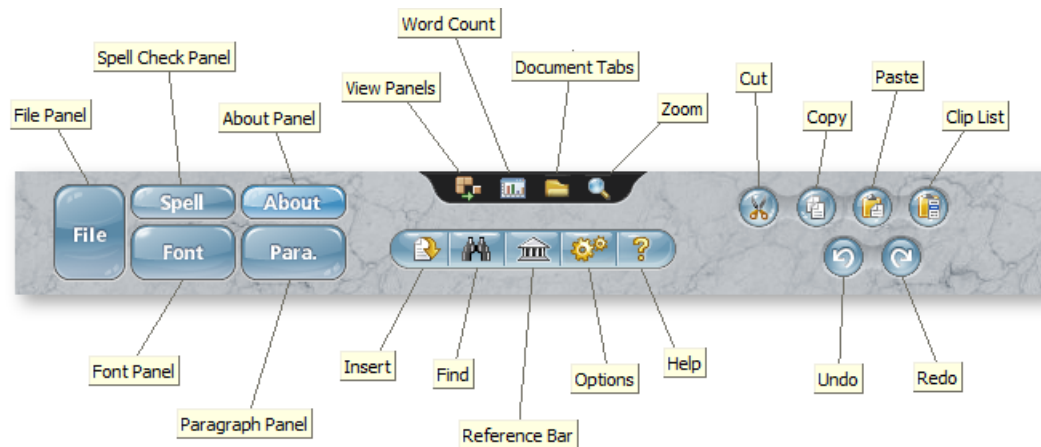 Word Count
Spell Check Panel
Document Tabs
Cut
Paste
View Panels
File Panel
About Panel
Zoom
Copy
Clip List
File
Spell
About
Font
Para.
Insert
Find
Options
Help
Undo
Redo
Font Panel
Paragraph Panel
Reference Bar